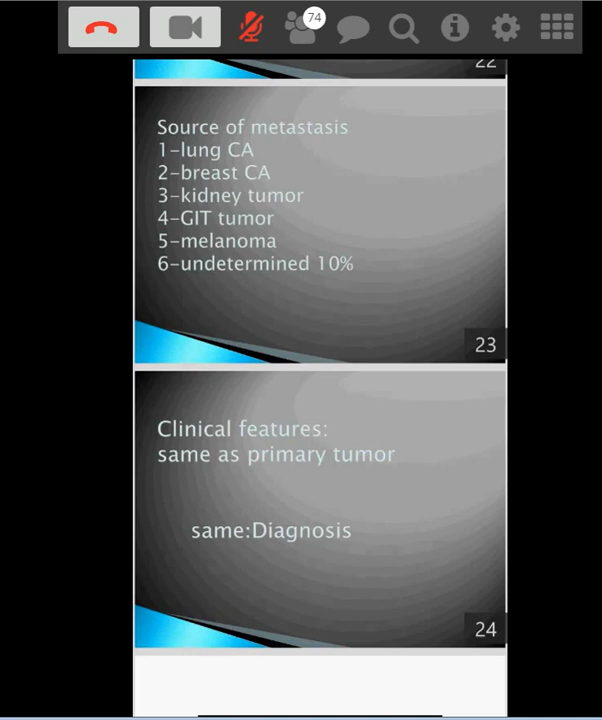 74
22
Source of metastasis
1-lung CA
2-breast CA
3-kidney tumor
4-GIT tumor
5-melanoma
6-undetermined 10%
23
Clinical features:
same as primary tumor
same:Diagnosis
24